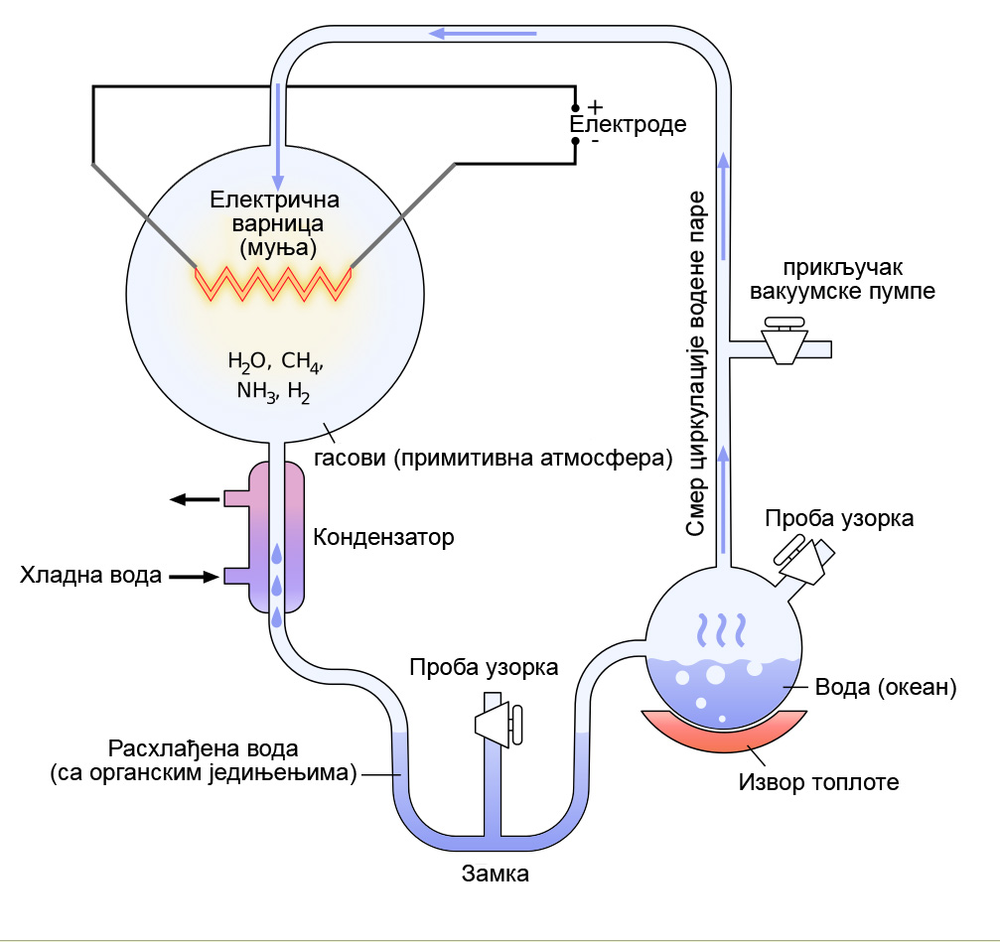 +
Електроде
-
Електрична
варница
(муња)
H₂O, CH₄,
NH₃, H₂
гасови (примитивна атмосфера)
Смер циркулације водене паре
прикључак
вакуумске пумпе
Проба узорка
Кондензатор
Хладна вода
Проба узорка
Вода (океан)
Расхлађена вода
(са органским једињењима)
Извор топлоте
Замка